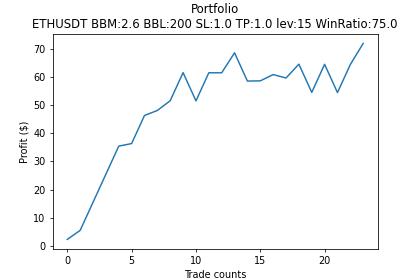 Portfolio
ETHUSDT BBM:2.6 BBL:200 SL:1.0 TP:1.0 lev:15 WinRatio:75.0
70
60
50
40
30
20
10
0
Profit ($)
0 5 10 15 20
Trade counts